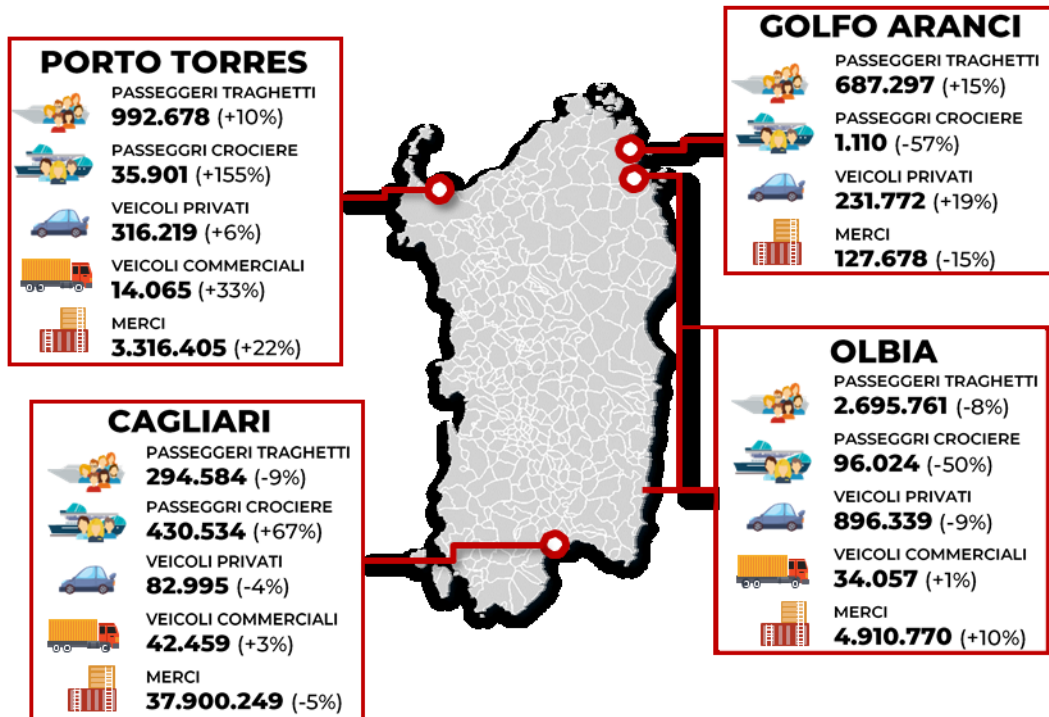 PORTO TORRES
PASSEGGERI TRAGHETTI
992.678 (+10%)
PASSEGGRI CROCIERE
35.901 (+155%)
VEICOLI PRIVATI
316.219 (+6%)
VEICOLI COMMERCIALI
14.065 (+33%)
MERCI
3.316.405 (+22%)
GOLFO ARANCI
PASSEGGERI TRAGHETTI
687.297 (+15%)
PASSEGGRI CROCIERE
1.110 (-57%)
VEICOLI PRIVATI
231.772 (+19%)
MERCI
127.678 (-15%)
CAGLIARI
PASSEGGERI TRAGHETTI
294.584 (-9%)
PASSEGGRI CROCIERE
430.534 (+67%)
VEICOLI PRIVATI
82.995 (-4%)
VEICOLI COMMERCIALI
42.459 (+3%)
MERCI
37.900.249 (-5%)
OLBIA
PASSEGGERI TRAGHETTI
2.695.761 (-8%)
PASSEGGRI CROCIERE
96.024 (-50%)
VEICOLI PRIVATI
896.339 (-9%)
VEICOLI COMMERCIALI
34.057 (+1%)
MERCI
4.910.770 (+10%)